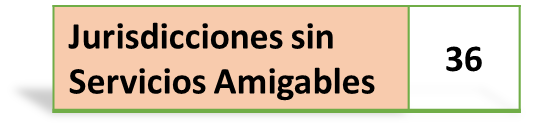 Jurisdicciones sin
Servicios Amigables
36